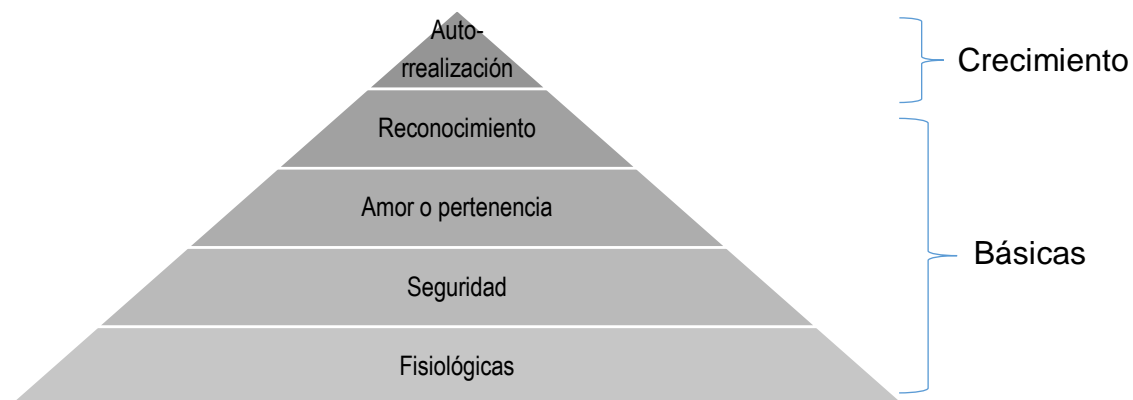 Auto-
rrealización
Crecimiento
Reconocimiento
Amor o pertenencia
Básicas
Seguridad
Fisiológicas